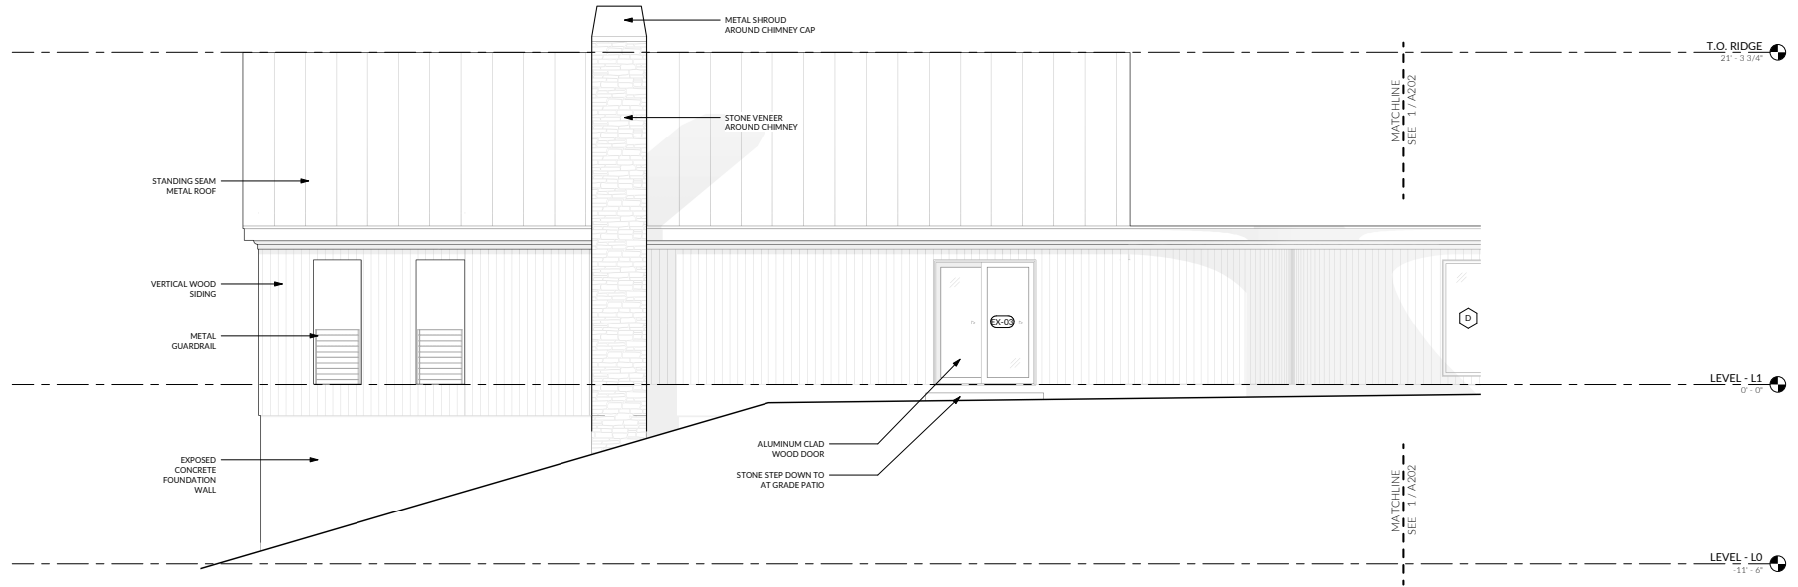 METAL SHROUD
AROUND CHIMNEY CAP
T.O. RIDGE
21' - 3 3/4"
MATCHLINE
SEE 1 / A202
STONE VENEER
AROUND CHIMNEY
STANDING SEAM
METAL ROOF
VERTICAL WOOD
SIDING
METAL
GUARDRAIL
EX-03
D
LEVEL - L1
0' - 0"
ALUMINUM CLAD
WOOD DOOR
STONE STEP DOWN TO
AT GRADE PATIO
EXPOSED
CONCRETE
FOUNDATION
WALL
MATCHLINE
SEE 1 / A202
LEVEL - L0
-11' - 6"